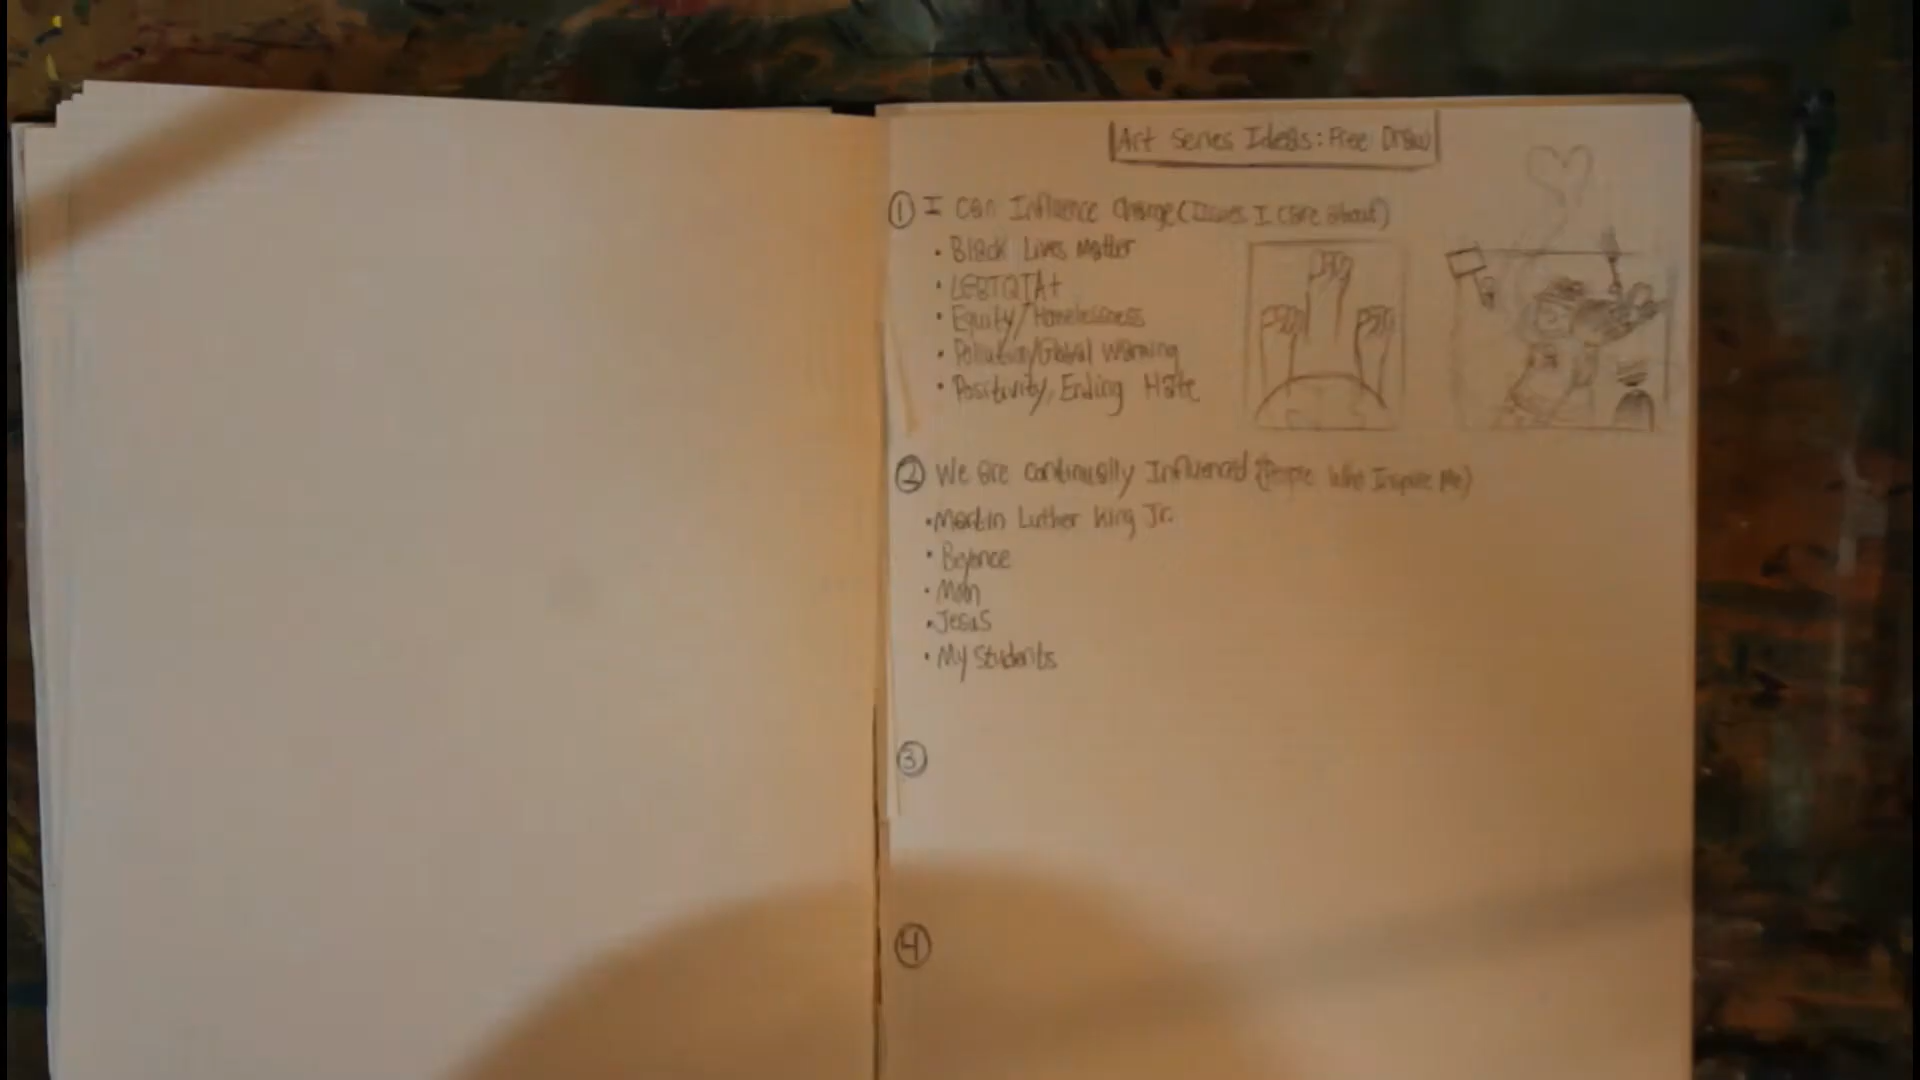 Art Series Ideas: Free Draw
① I can Influence Change (Issues I care about)
• Black Lives Matter
• LGBTQIA+
• Equity/Homelessness
• Pollution/Global Warming
• Positivity, Ending Hate
② We are continually Influenced (People Who Inspire Me)
• Martin Luther King Jr.
• Beyonce
• Mom
• Jesus
• My Students
③
④